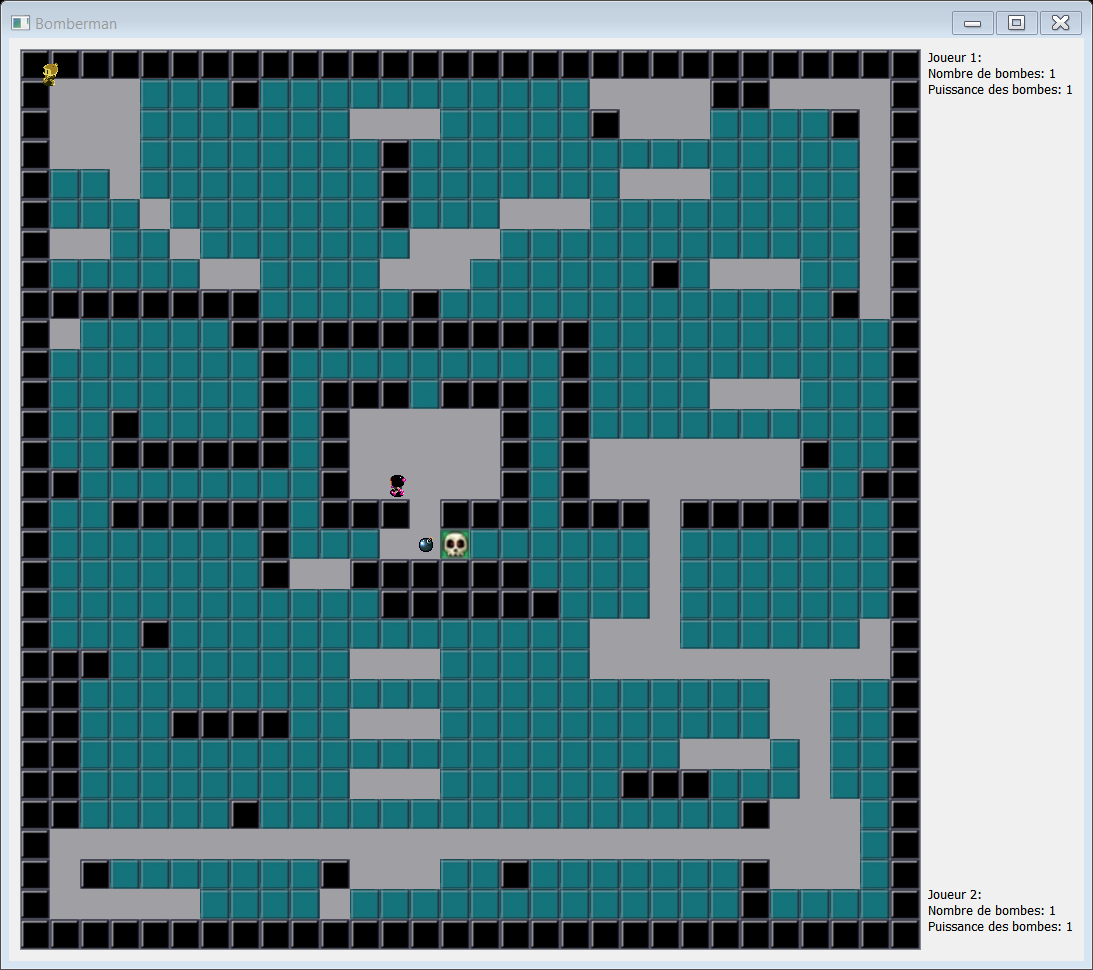 Bomberman
Joueur 1:
Nombre de bombes: 1
Puissance des bombes: 1
Joueur 2:
Nombre de bombes: 1
Puissance des bombes: 1